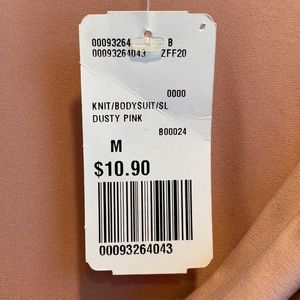 00093264 B
00093264043 ZFF20
0000
KNIT/BODYSUIT/SL
DUSTY PINK
B00024
M
$10.90
00093264043